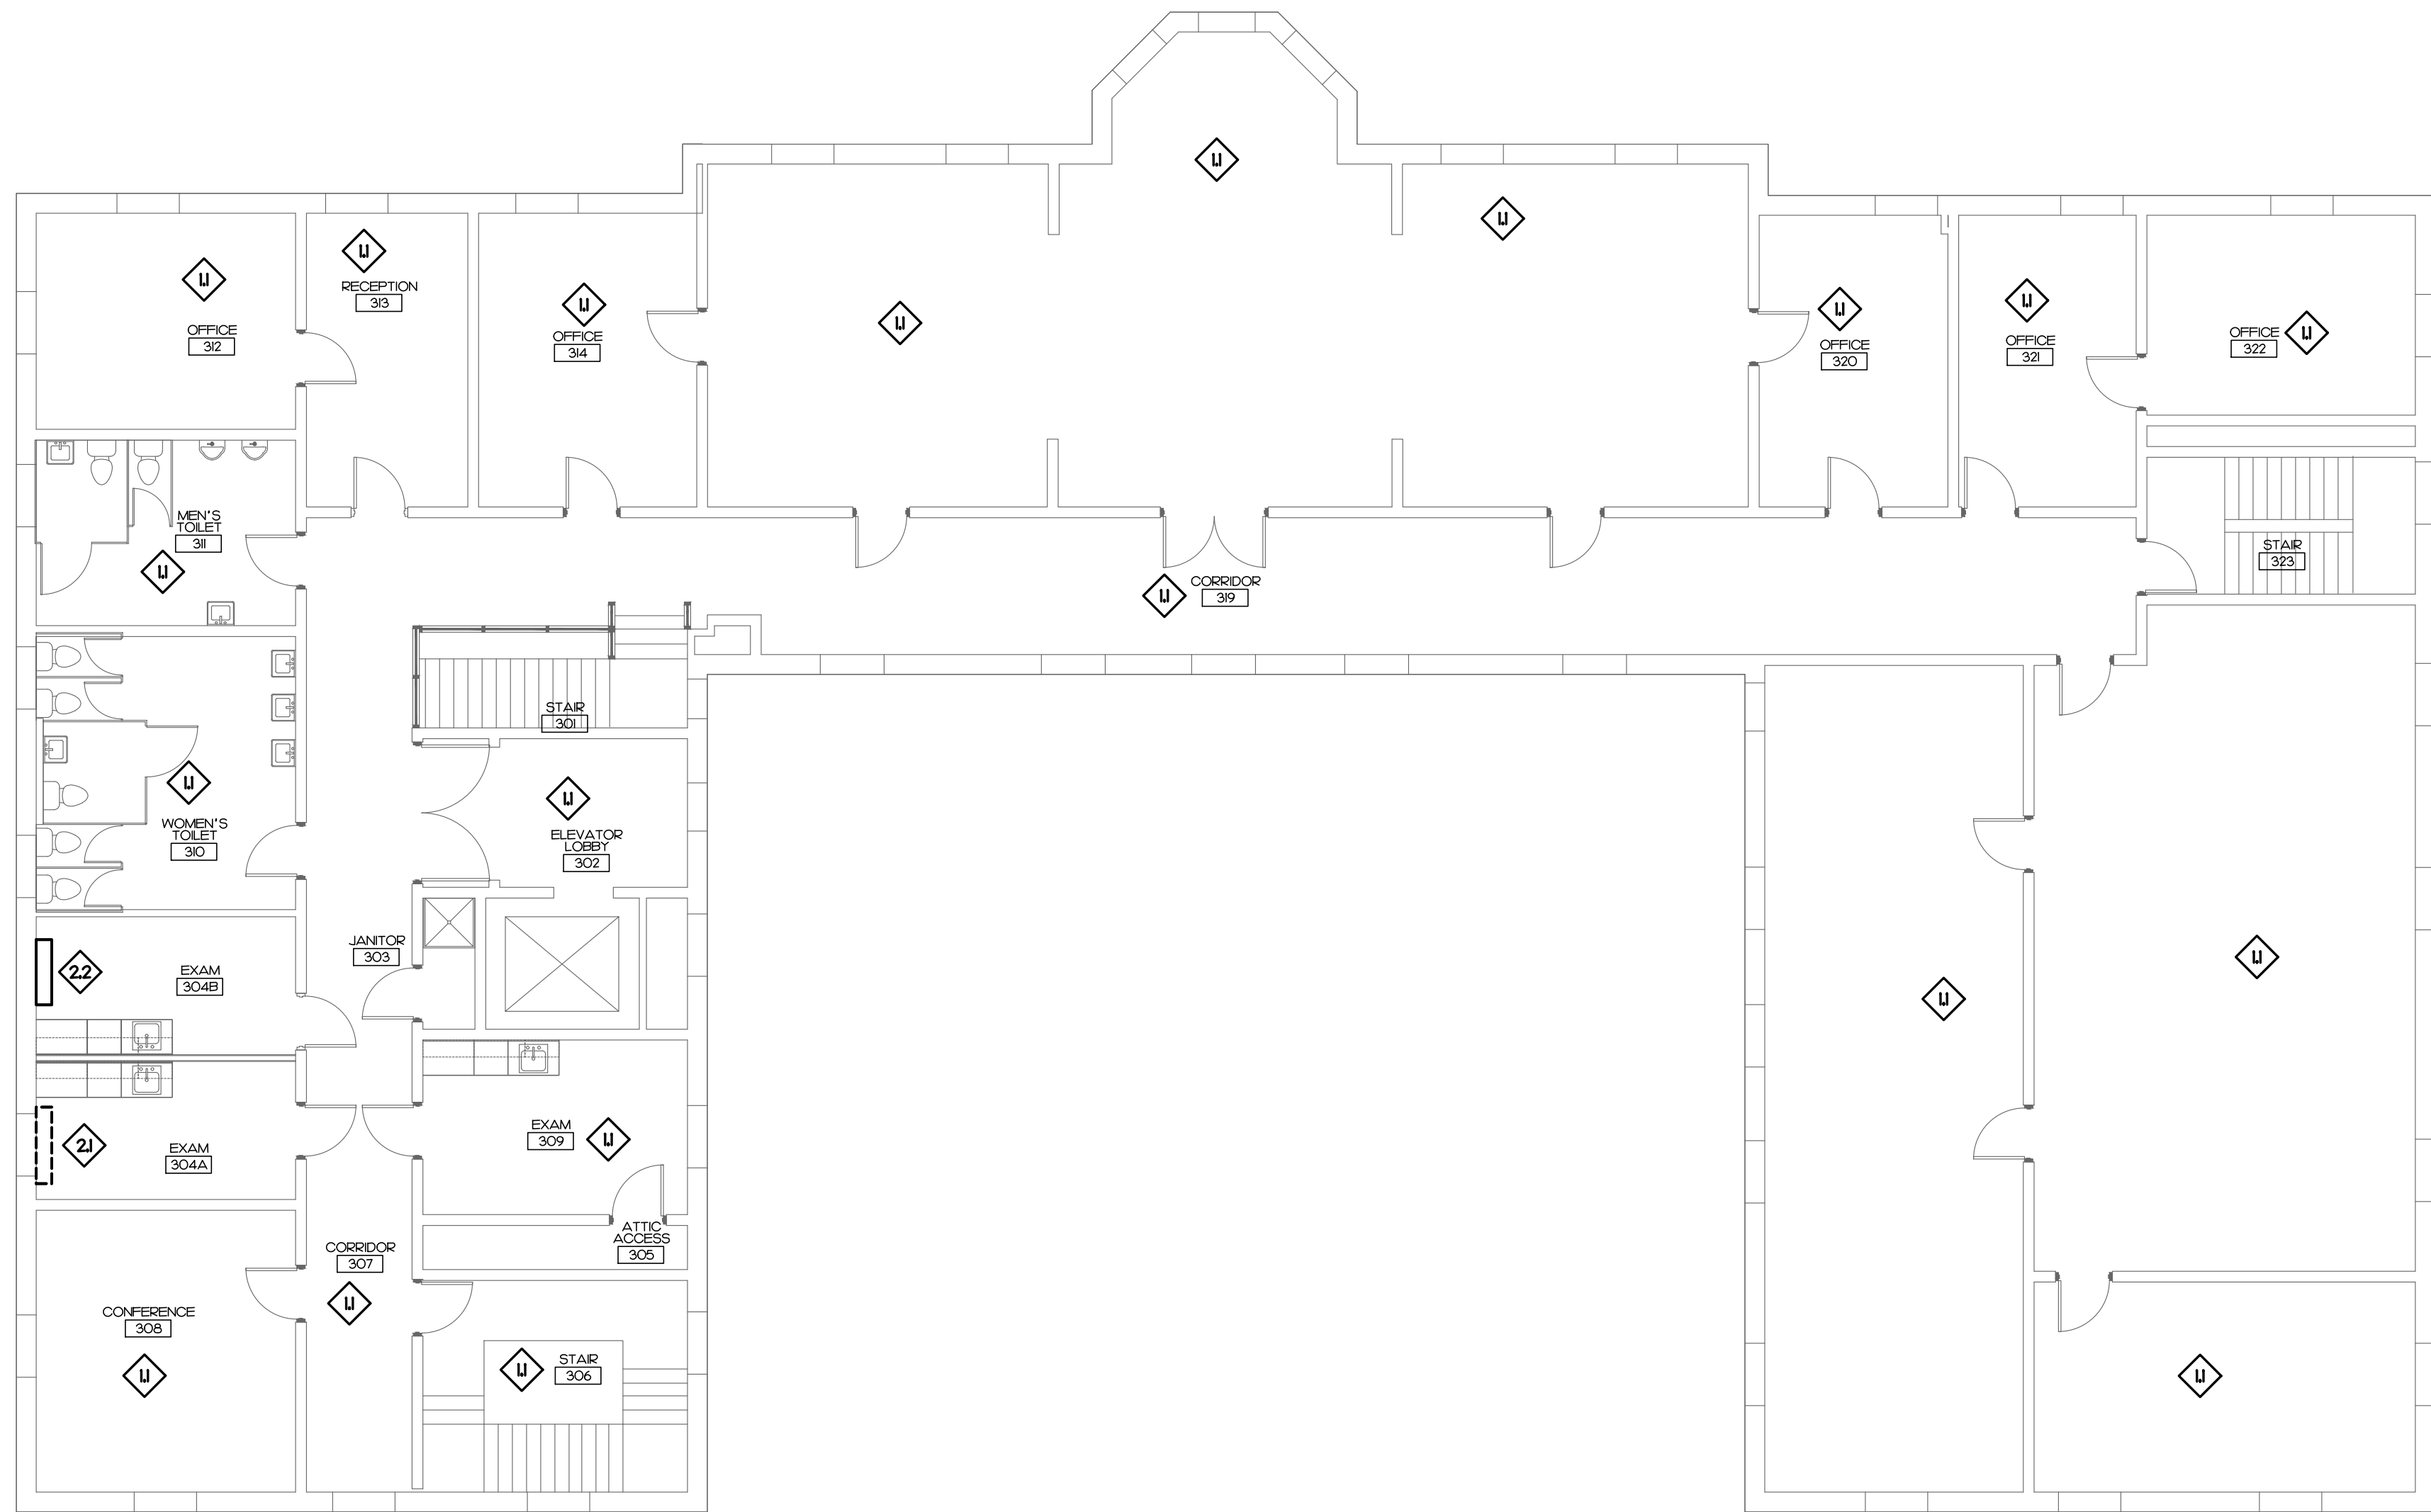 1.1
1.1
1.1
RECEPTION
313
1.1
OFFICE
312
1.1
OFFICE
314
1.1
1.1
OFFICE
320
1.1
OFFICE
321
OFFICE
322
1.1
MEN'S
TOILET
311
1.1
STAIR
323
1.1
CORRIDOR
319
STAIR
301
1.1
WOMEN'S
TOILET
310
1.1
ELEVATOR
LOBBY
302
JANITOR
303
2.2
EXAM
304B
1.1
1.1
2.1
EXAM
304A
EXAM
309
1.1
ATTIC
ACCESS
305
CORRIDOR
307
1.1
CONFERENCE
308
1.1
1.1
STAIR
306
1.1